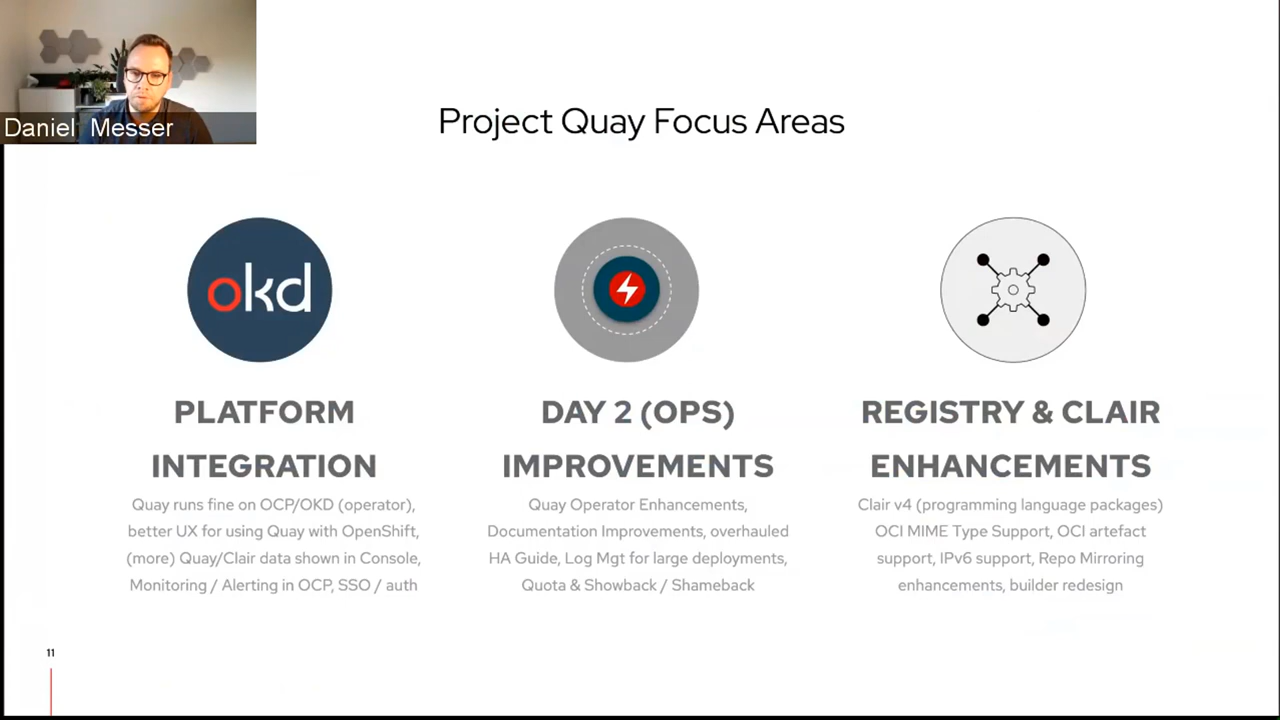 Daniel Messer
Project Quay Focus Areas
okd
PLATFORM
INTEGRATION
Quay runs fine on OCP/OKD (operator),
better UX for using Quay with OpenShift,
(more) Quay/Clair data shown in Console,
Monitoring / Alerting in OCP, SSO / auth
DAY 2 (OPS)
IMPROVEMENTS
Quay Operator Enhancements,
Documentation Improvements, overhauled
HA Guide, Log Mgt for large deployments,
Quota & Showback / Shameback
REGISTRY & CLAIR
ENHANCEMENTS
Clair v4 (programming language packages)
OCI MIME Type Support, OCI artefact
support, IPv6 support, Repo Mirroring
enhancements, builder redesign
11